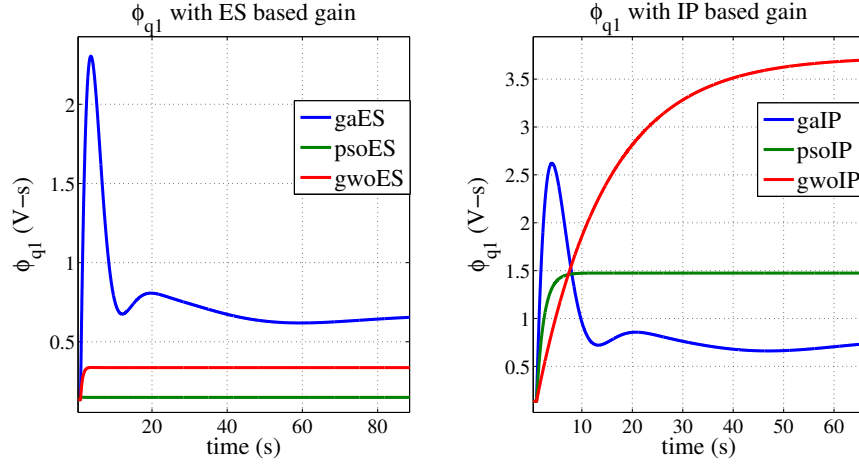 ϕq1 with ES based gain
2
1.5
1
0.5
ϕq1 (V−s)
gaES
psoES
gwoES
20
40
60
80
time (s)
ϕq1 with IP based gain
3.5
3
2.5
2
1.5
1
0.5
ϕq1 (V−s)
gaIP
psoIP
gwoIP
10
20
30
40
50
60
time (s)